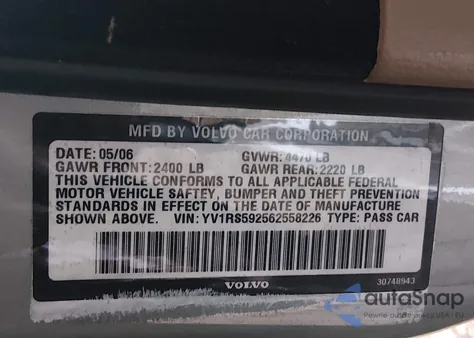 MFD BY VOLVO CAR CORPORATION
DATE: 05/06 GVWR: 4470 LB
GAWR FRONT: 2400 LB GAWR REAR: 2220 LB
THIS VEHICLE CONFORMS TO ALL APPLICABLE FEDERAL
MOTOR VEHICLE SAFTEY, BUMPER AND THEFT PREVENTION
STANDARDS IN EFFECT ON THE DATE OF MANUFACTURE
SHOWN ABOVE. VIN: YV1RS592562558226 TYPE: PASS CAR
VOLVO 30748943
autoSnap